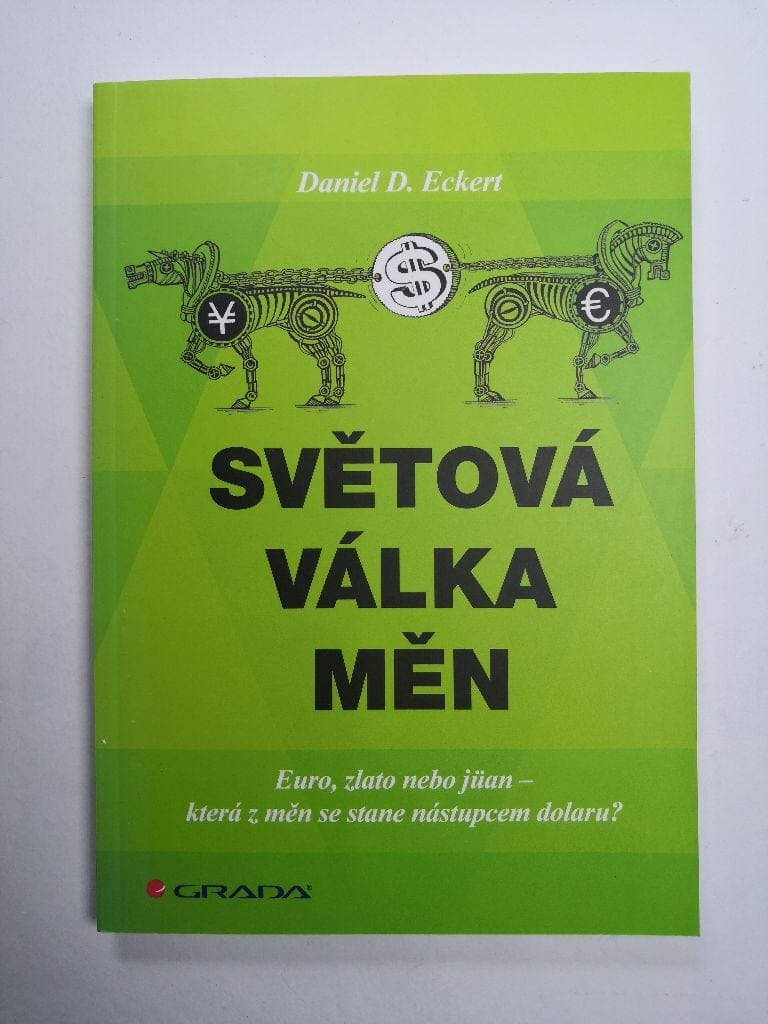 Daniel D. Eckert
¥ $ €
SVĚTOVÁ
VÁLKA
MĚN
Euro, zlato nebo jüan –
která z měn se stane nástupcem dolaru?
GRADA®